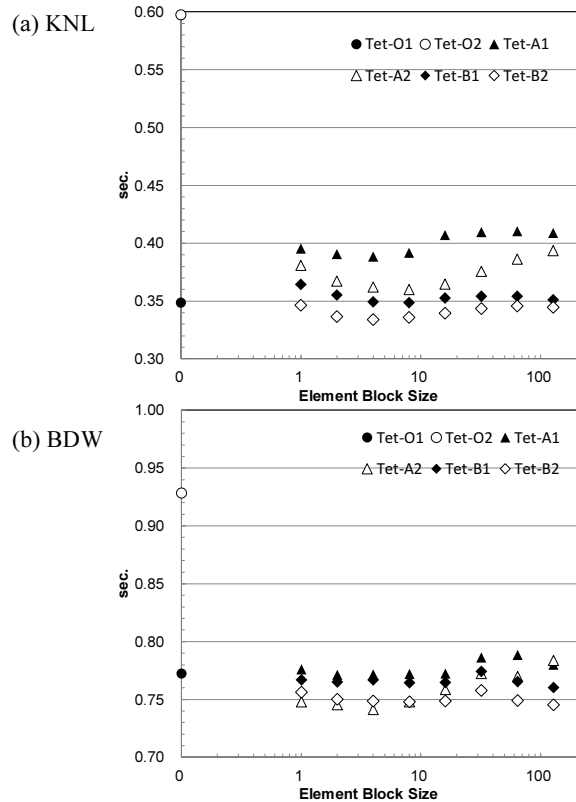 (a) KNL
0.60
Tet-O1 Tet-O2 Tet-A1
Tet-A2 Tet-B1 Tet-B2
0.55
0.50
0.45
sec.
0.40
0.35
0.30
0 1 10 100
Element Block Size
(b) BDW
1.00
Tet-O1 Tet-O2 Tet-A1
Tet-A2 Tet-B1 Tet-B2
0.95
0.90
0.85
sec.
0.80
0.75
0.70
0 1 10 100
Element Block Size